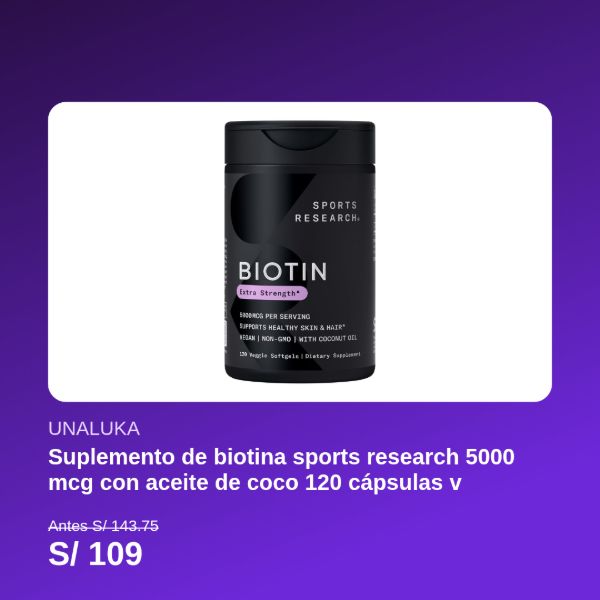 SPORTS
RESEARCH®
BIOTIN
Extra Strength*
5000MCG PER SERVING
SUPPORTS HEALTHY SKIN & HAIR*
VEGAN | NON-GMO | WITH COCONUT OIL
120 Veggie Softgels | Dietary Supplement
UNALUKA
Suplemento de biotina sports research 5000
mcg con aceite de coco 120 cápsulas v
Antes S/ 143.75
S/ 109